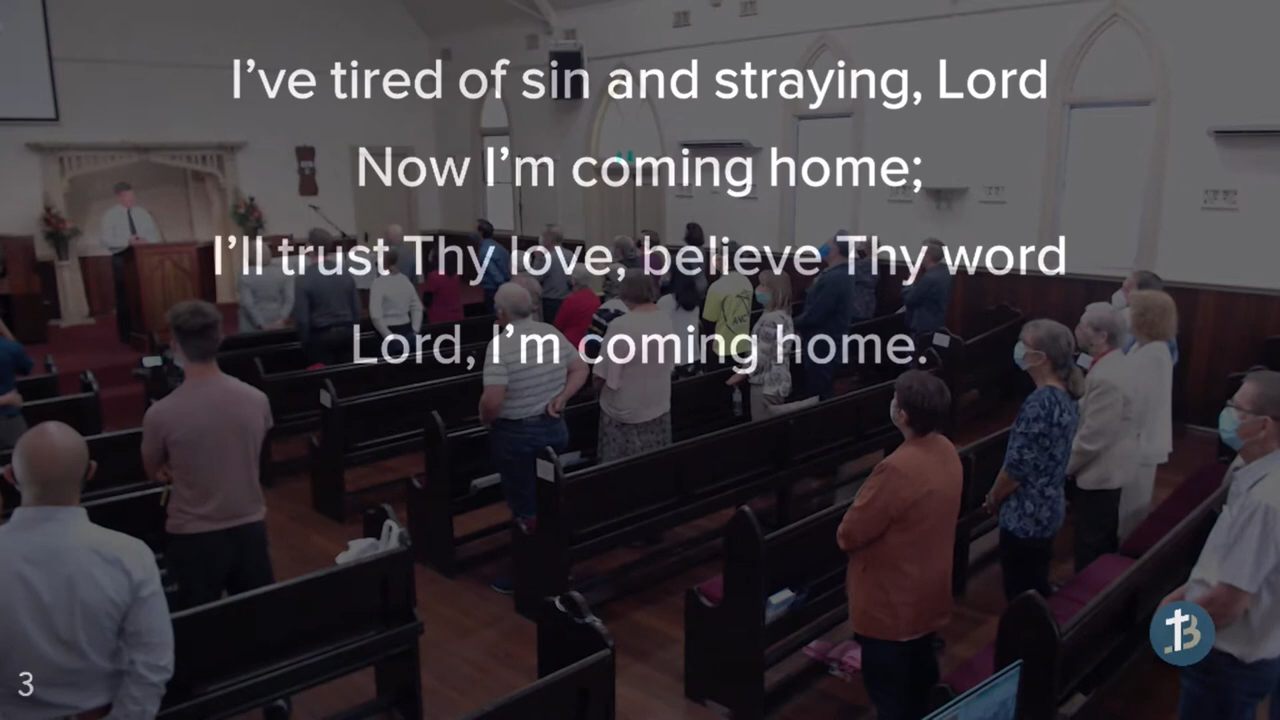 I've tired of sin and straying, Lord
Now I'm coming home;
I'll trust Thy love, believe Thy word
Lord, I'm coming home.
3
B